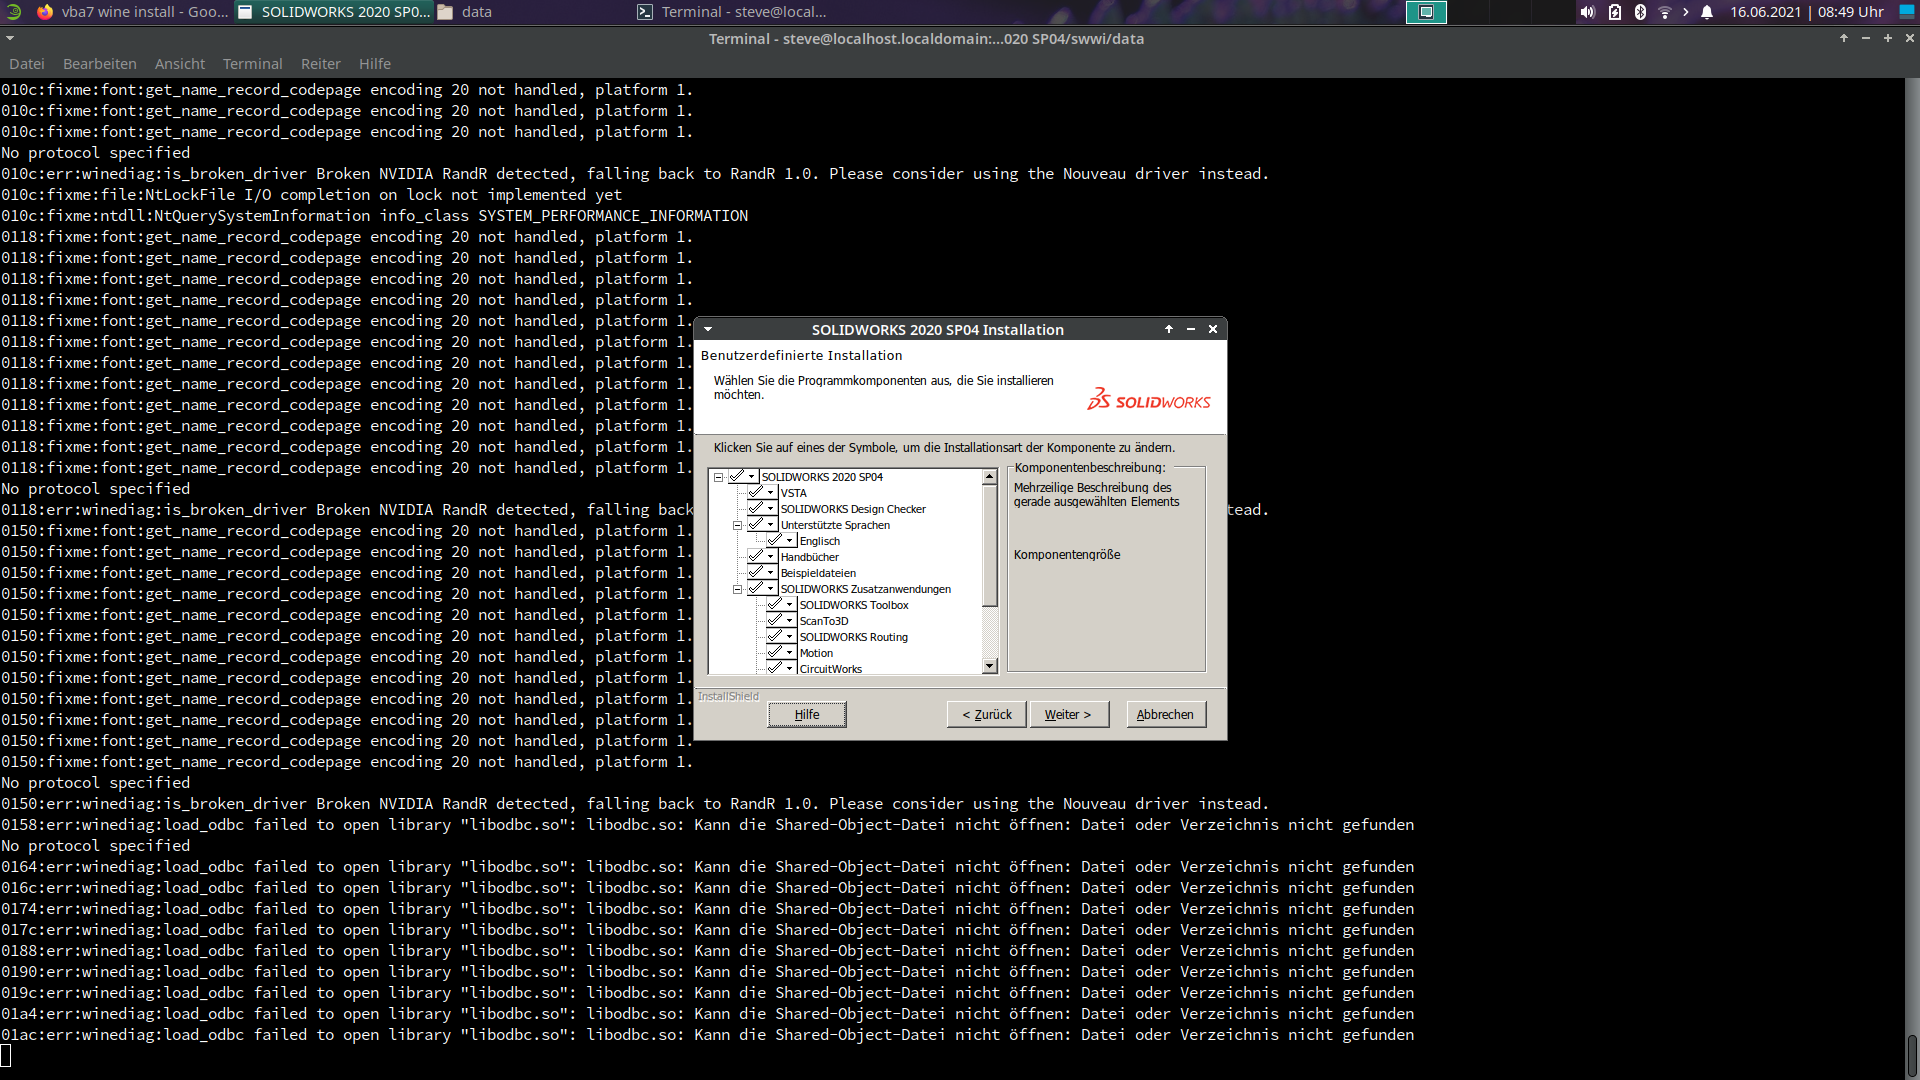 vba7 wine install - Goo...
SOLIDWORKS 2020 SP0...
data
Terminal - steve@local...
16.06.2021 | 08:49 Uhr
Terminal - steve@localhost.localdomain:...020 SP04/swwi/data
Datei Bearbeiten Ansicht Terminal Reiter Hilfe
010c:fixme:font:get_name_record_codepage encoding 20 not handled, platform 1.
010c:fixme:font:get_name_record_codepage encoding 20 not handled, platform 1.
010c:fixme:font:get_name_record_codepage encoding 20 not handled, platform 1.
No protocol specified
010c:err:winediag:is_broken_driver Broken NVIDIA RandR detected, falling back to RandR 1.0. Please consider using the Nouveau driver instead.
010c:fixme:file:NtLockFile I/O completion on lock not implemented yet
010c:fixme:ntdll:NtQuerySystemInformation info_class SYSTEM_PERFORMANCE_INFORMATION
0118:fixme:font:get_name_record_codepage encoding 20 not handled, platform 1.
0118:fixme:font:get_name_record_codepage encoding 20 not handled, platform 1.
0118:fixme:font:get_name_record_codepage encoding 20 not handled, platform 1.
0118:fixme:font:get_name_record_codepage encoding 20 not handled, platform 1.
0118:fixme:font:get_name_record_codepage encoding 20 not handled, platform 1.
0118:fixme:font:get_name_record_codepage encoding 20 not handled, platform 1.
0118:fixme:font:get_name_record_codepage encoding 20 not handled, platform 1.
0118:fixme:font:get_name_record_codepage encoding 20 not handled, platform 1.
0118:fixme:font:get_name_record_codepage encoding 20 not handled, platform 1.
0118:fixme:font:get_name_record_codepage encoding 20 not handled, platform 1.
0118:fixme:font:get_name_record_codepage encoding 20 not handled, platform 1.
0118:fixme:font:get_name_record_codepage encoding 20 not handled, platform 1.
No protocol specified
0118:err:winediag:is_broken_driver Broken NVIDIA RandR detected, falling back tead.
0150:fixme:font:get_name_record_codepage encoding 20 not handled, platform 1.
0150:fixme:font:get_name_record_codepage encoding 20 not handled, platform 1.
0150:fixme:font:get_name_record_codepage encoding 20 not handled, platform 1.
0150:fixme:font:get_name_record_codepage encoding 20 not handled, platform 1.
0150:fixme:font:get_name_record_codepage encoding 20 not handled, platform 1.
0150:fixme:font:get_name_record_codepage encoding 20 not handled, platform 1.
0150:fixme:font:get_name_record_codepage encoding 20 not handled, platform 1.
0150:fixme:font:get_name_record_codepage encoding 20 not handled, platform 1.
0150:fixme:font:get_name_record_codepage encoding 20 not handled, platform 1.
0150:fixme:font:get_name_record_codepage encoding 20 not handled, platform 1.
0150:fixme:font:get_name_record_codepage encoding 20 not handled, platform 1.
0150:fixme:font:get_name_record_codepage encoding 20 not handled, platform 1.
No protocol specified
0150:err:winediag:is_broken_driver Broken NVIDIA RandR detected, falling back to RandR 1.0. Please consider using the Nouveau driver instead.
0158:err:winediag:load_odbc failed to open library "libodbc.so": libodbc.so: Kann die Shared-Object-Datei nicht öffnen: Datei oder Verzeichnis nicht gefunden
No protocol specified
0164:err:winediag:load_odbc failed to open library "libodbc.so": libodbc.so: Kann die Shared-Object-Datei nicht öffnen: Datei oder Verzeichnis nicht gefunden
016c:err:winediag:load_odbc failed to open library "libodbc.so": libodbc.so: Kann die Shared-Object-Datei nicht öffnen: Datei oder Verzeichnis nicht gefunden
0174:err:winediag:load_odbc failed to open library "libodbc.so": libodbc.so: Kann die Shared-Object-Datei nicht öffnen: Datei oder Verzeichnis nicht gefunden
017c:err:winediag:load_odbc failed to open library "libodbc.so": libodbc.so: Kann die Shared-Object-Datei nicht öffnen: Datei oder Verzeichnis nicht gefunden
0188:err:winediag:load_odbc failed to open library "libodbc.so": libodbc.so: Kann die Shared-Object-Datei nicht öffnen: Datei oder Verzeichnis nicht gefunden
0190:err:winediag:load_odbc failed to open library "libodbc.so": libodbc.so: Kann die Shared-Object-Datei nicht öffnen: Datei oder Verzeichnis nicht gefunden
019c:err:winediag:load_odbc failed to open library "libodbc.so": libodbc.so: Kann die Shared-Object-Datei nicht öffnen: Datei oder Verzeichnis nicht gefunden
01a4:err:winediag:load_odbc failed to open library "libodbc.so": libodbc.so: Kann die Shared-Object-Datei nicht öffnen: Datei oder Verzeichnis nicht gefunden
01ac:err:winediag:load_odbc failed to open library "libodbc.so": libodbc.so: Kann die Shared-Object-Datei nicht öffnen: Datei oder Verzeichnis nicht gefunden
SOLIDWORKS 2020 SP04 Installation
Benutzerdefinierte Installation
Wählen Sie die Programmkomponenten aus, die Sie installieren
möchten.
SOLIDWORKS
Klicken Sie auf eines der Symbole, um die Installationsart der Komponente zu ändern.
SOLIDWORKS 2020 SP04
VSTA
SOLIDWORKS Design Checker
Unterstützte Sprachen
Englisch
Handbücher
Beispieldateien
SOLIDWORKS Zusatzanwendungen
SOLIDWORKS Toolbox
ScanTo3D
SOLIDWORKS Routing
Motion
CircuitWorks
Komponentenbeschreibung:
Mehrzeilige Beschreibung des
gerade ausgewählten Elements
Komponentengröße
InstallShield
Hilfe
< Zurück
Weiter >
Abbrechen